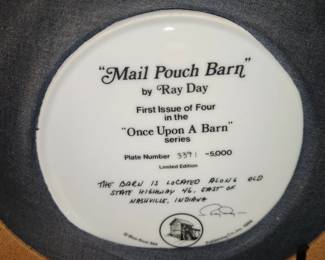 "Mail Pouch Barn"
by Ray Day
First Issue of Four
in the
"Once Upon A Barn"
series
Plate Number 3391 -5,000
Limited Edition
THE BARN IS LOCATED ALONG OLD
STATE HIGHWAY 46, EAST OF
NASHVILLE, INDIANA